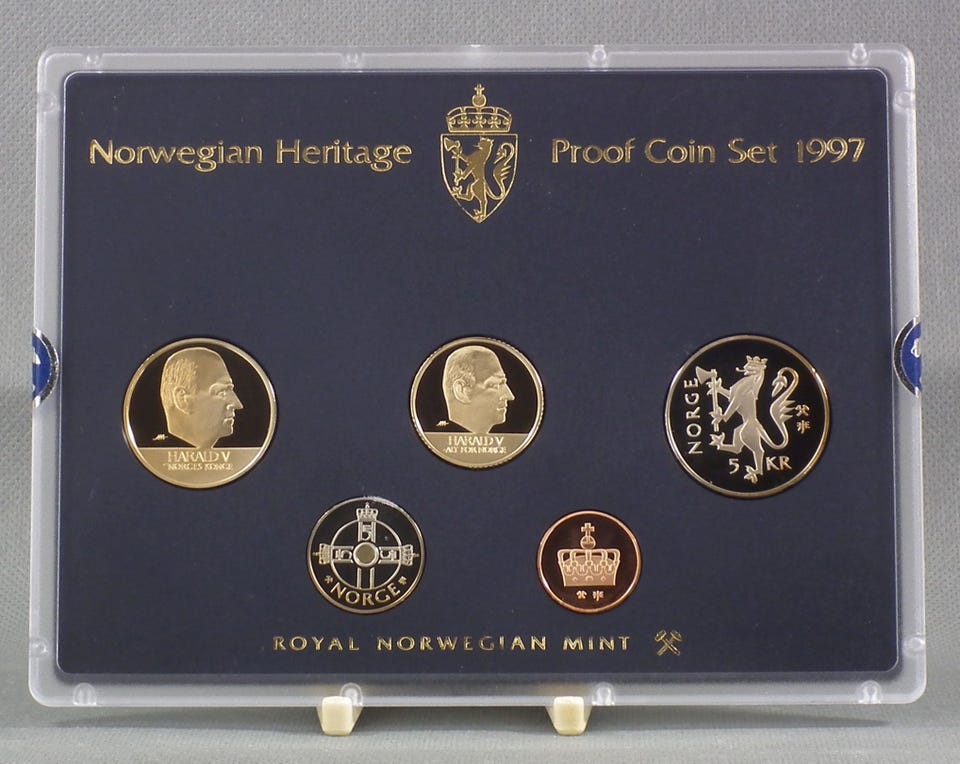 Norwegian Heritage Proof Coin Set 1997
HARALD V
NORGES KONGE
HARALD V
ALT FOR NORGE
NORGE
5 KR
NORGE
ROYAL NORWEGIAN MINT